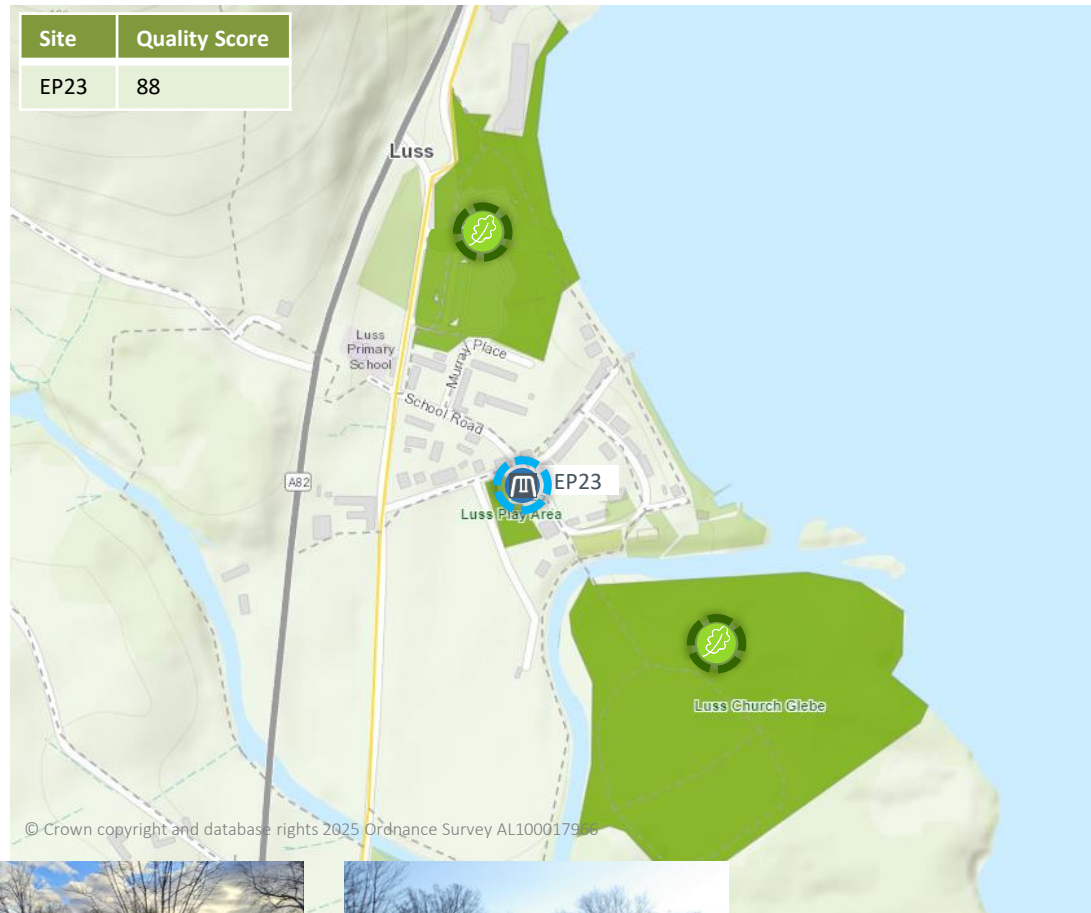 Site Quality Score
EP23 88
Luss
Luss
Primary
School
Murray Place
School Road
A82
EP23
Luss Play Area
Luss Church Glebe
© Crown copyright and database rights 2025 Ordnance Survey AL100017966